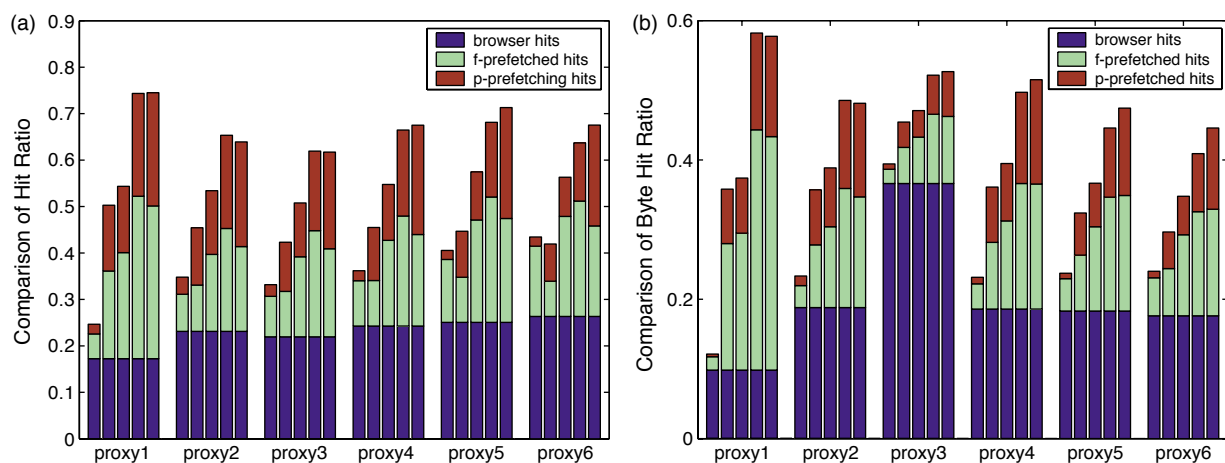 (a)
Comparison of Hit Ratio
0.9
0.8
0.7
0.6
0.5
0.4
0.3
0.2
0.1
0
browser hits
f-prefetched hits
p-prefetching hits
proxy1 proxy2 proxy3 proxy4 proxy5 proxy6
(b)
Comparison of Byte Hit Ratio
0.6
0.4
0.2
0
browser hits
f-prefetched hits
p-prefetched hits
proxy1 proxy2 proxy3 proxy4 proxy5 proxy6